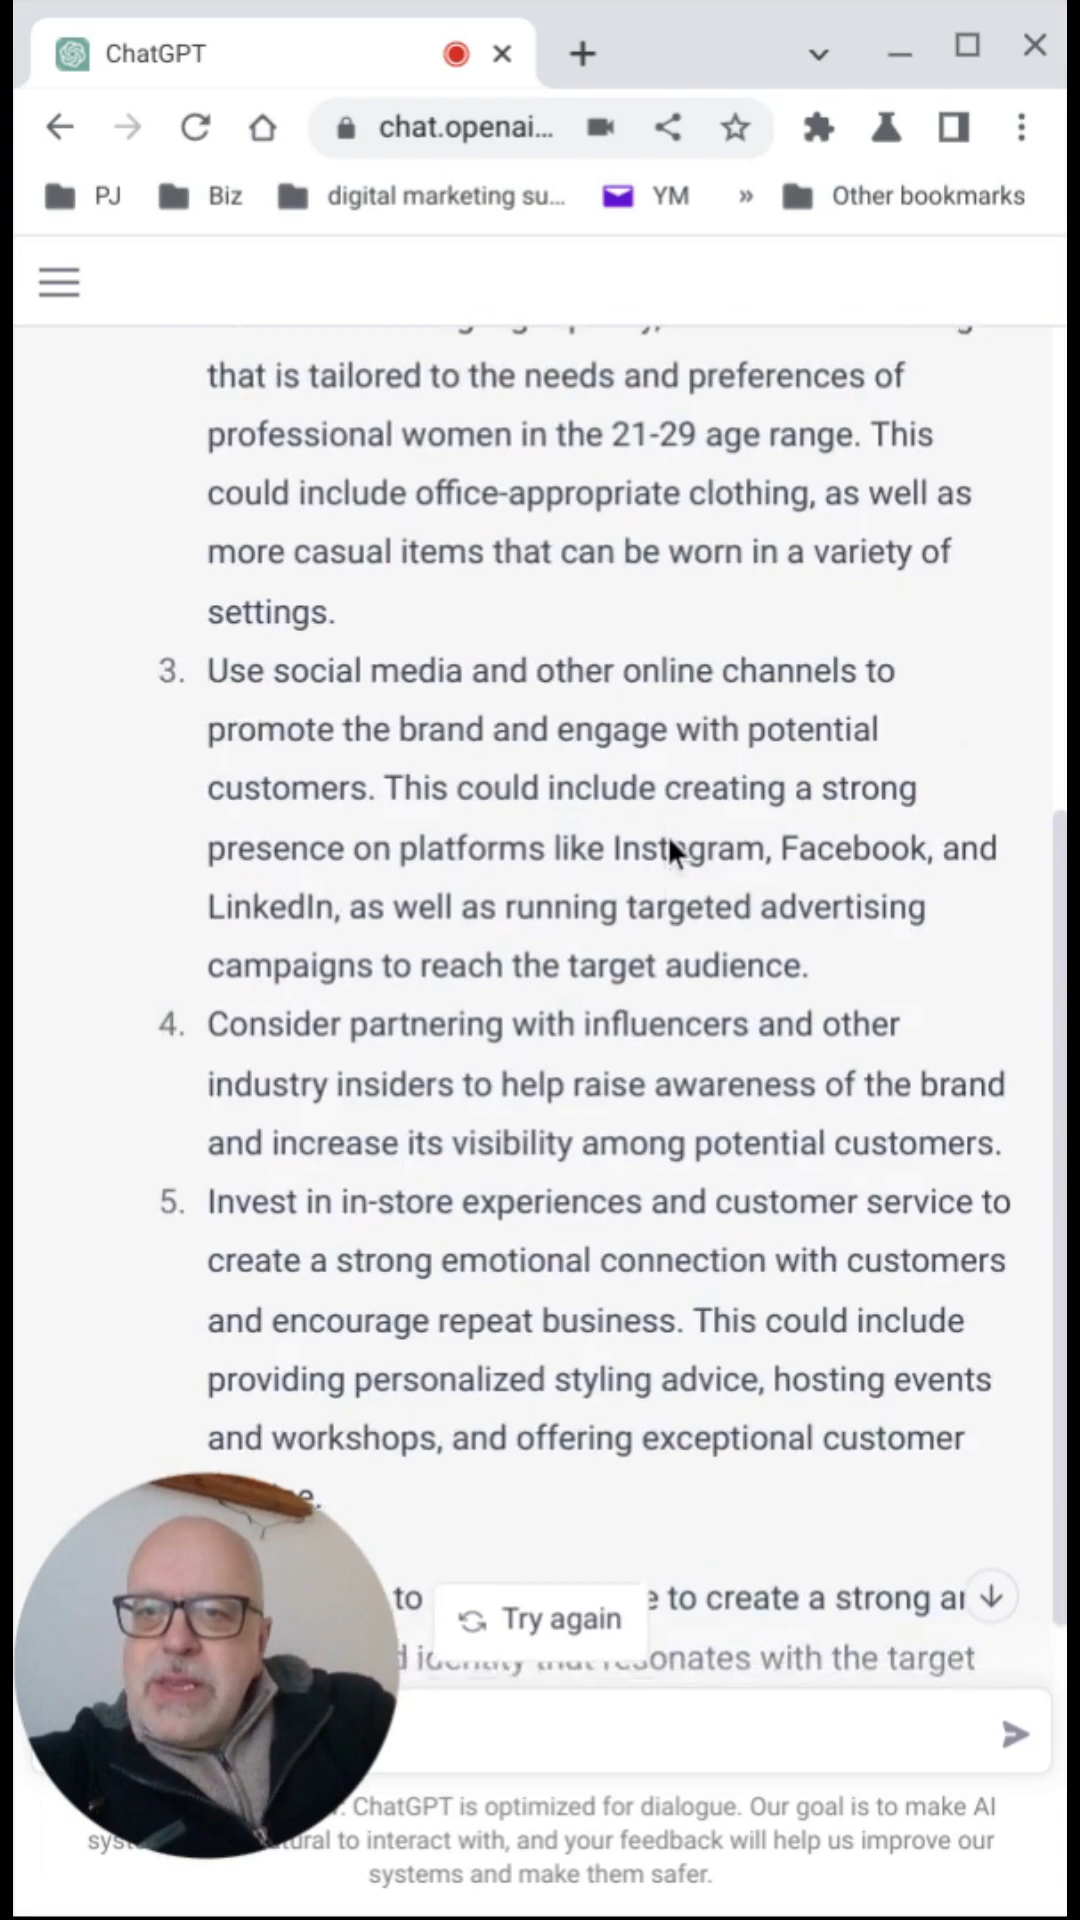 ChatGPT
chat.openai...
PJ
Biz
digital marketing su...
YM
»
Other bookmarks
that is tailored to the needs and preferences of
professional women in the 21-29 age range. This
could include office-appropriate clothing, as well as
more casual items that can be worn in a variety of
settings.
3. Use social media and other online channels to
promote the brand and engage with potential
customers. This could include creating a strong
presence on platforms like Instagram, Facebook, and
LinkedIn, as well as running targeted advertising
campaigns to reach the target audience.
4. Consider partnering with influencers and other
industry insiders to help raise awareness of the brand
and increase its visibility among potential customers.
5. Invest in in-store experiences and customer service to
create a strong emotional connection with customers
and encourage repeat business. This could include
providing personalized styling advice, hosting events
and workshops, and offering exceptional customer
to e to create a strong
Try again
identity that resonates with the target
ChatGPT is optimized for dialogue. Our goal is to make AI
to interact with, and your feedback will help us improve our
systems and make them safer.